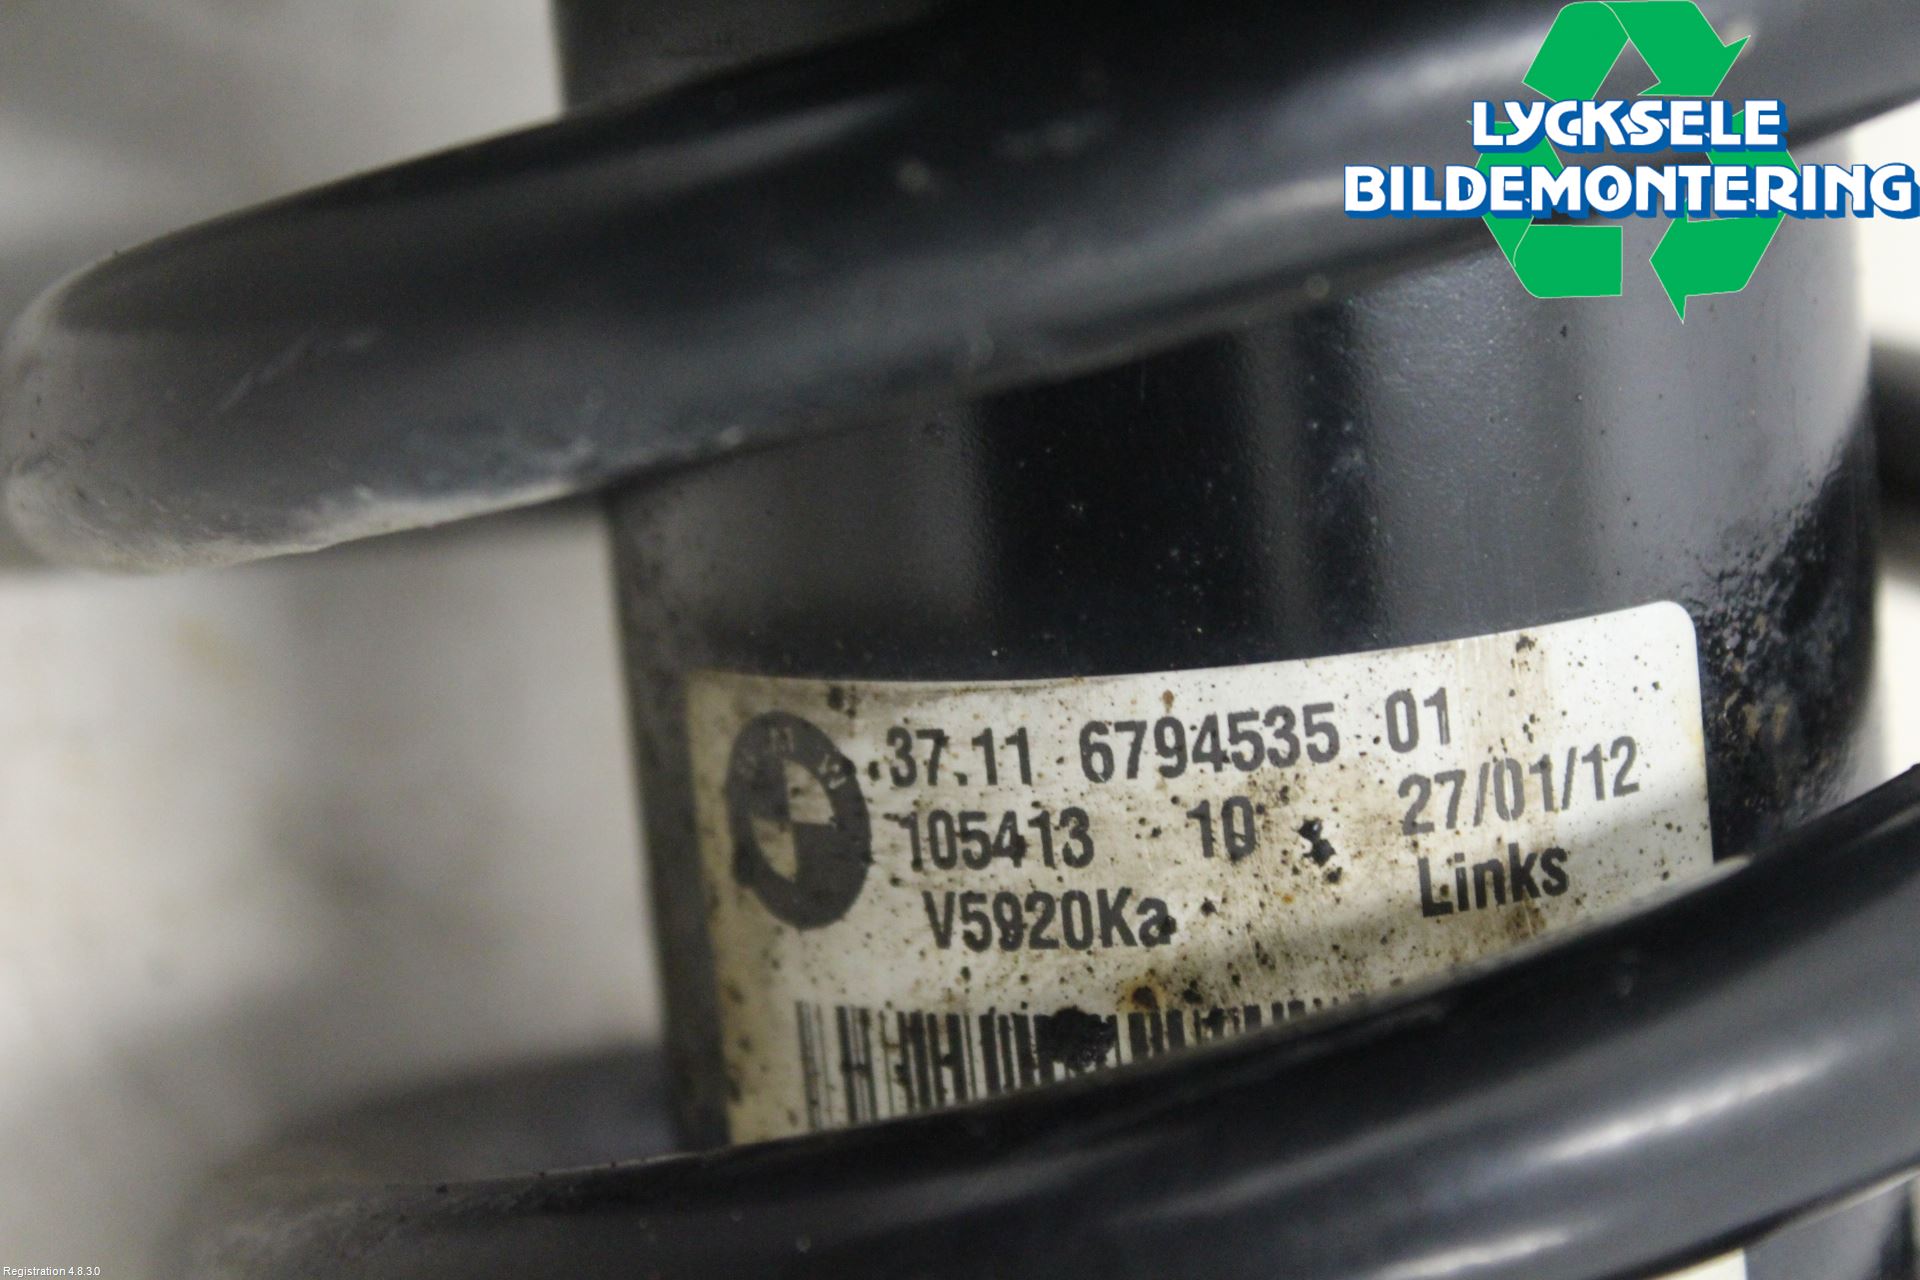 LYCKSELE
BILDEMONTERING
37.11 6794535 01
105413 10 27/01/12
V5920Ka Links
Registration 4.8.3.0